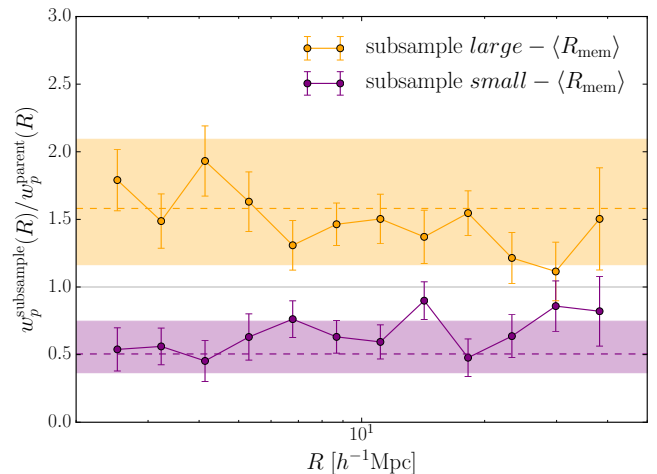 3.0
2.5
2.0
1.5
1.0
0.5
0.0
w_p^subsample(R)/w_p^parent(R)
subsample large − ⟨R_mem⟩
subsample small − ⟨R_mem⟩
10^1
R [h^−1Mpc]